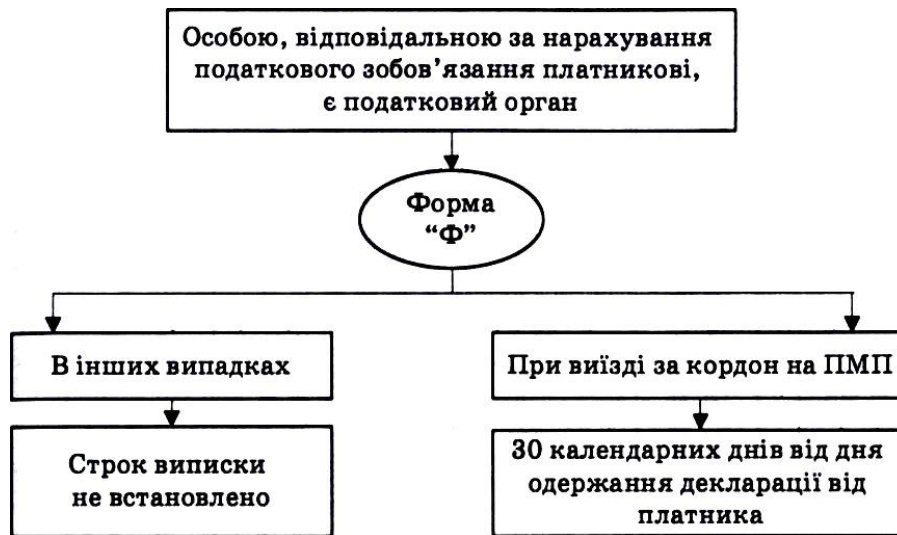 Особою, відповідальною за нарахування
податкового зобов’язання платникові,
є податковий орган
Форма
“Ф”
В інших випадках
При виїзді за кордон на ПМП
Строк виписки
не встановлено
30 календарних днів від дня
одержання декларації від
платника